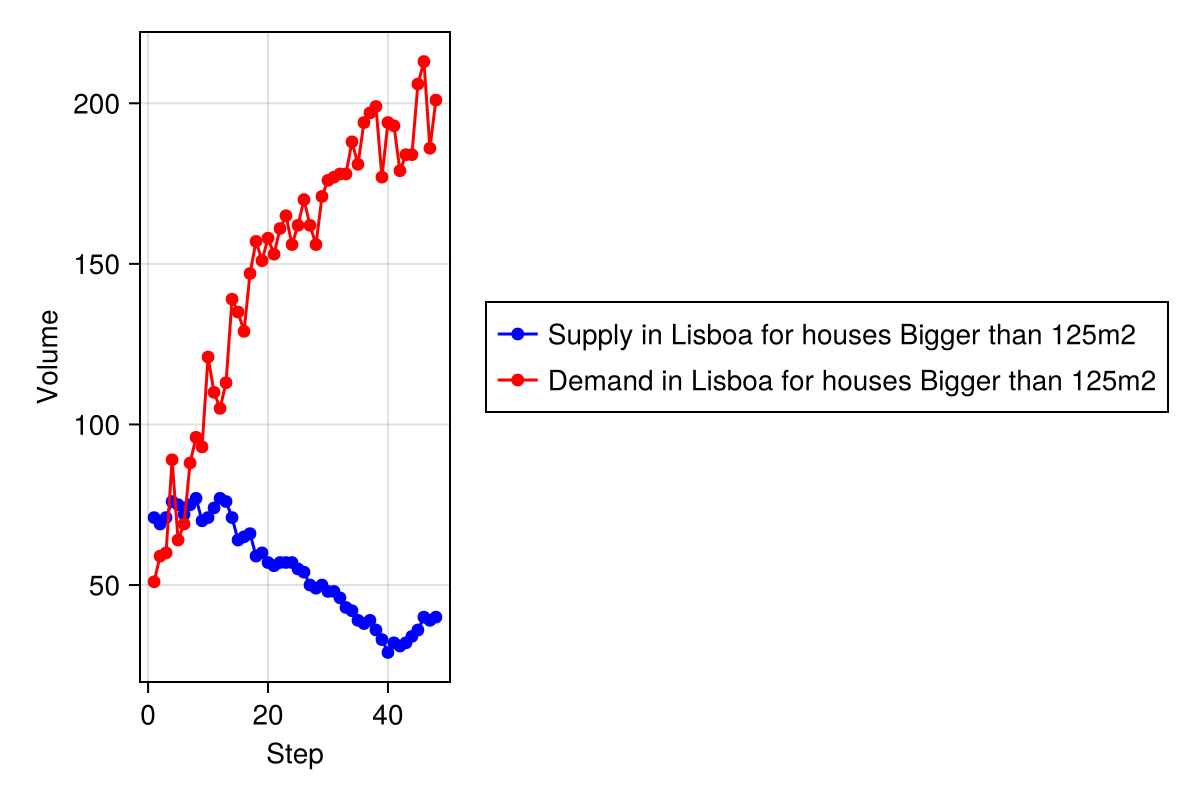 Volume
200
150
100
50
0
20
40
Step
Supply in Lisboa for houses Bigger than 125m2
Demand in Lisboa for houses Bigger than 125m2